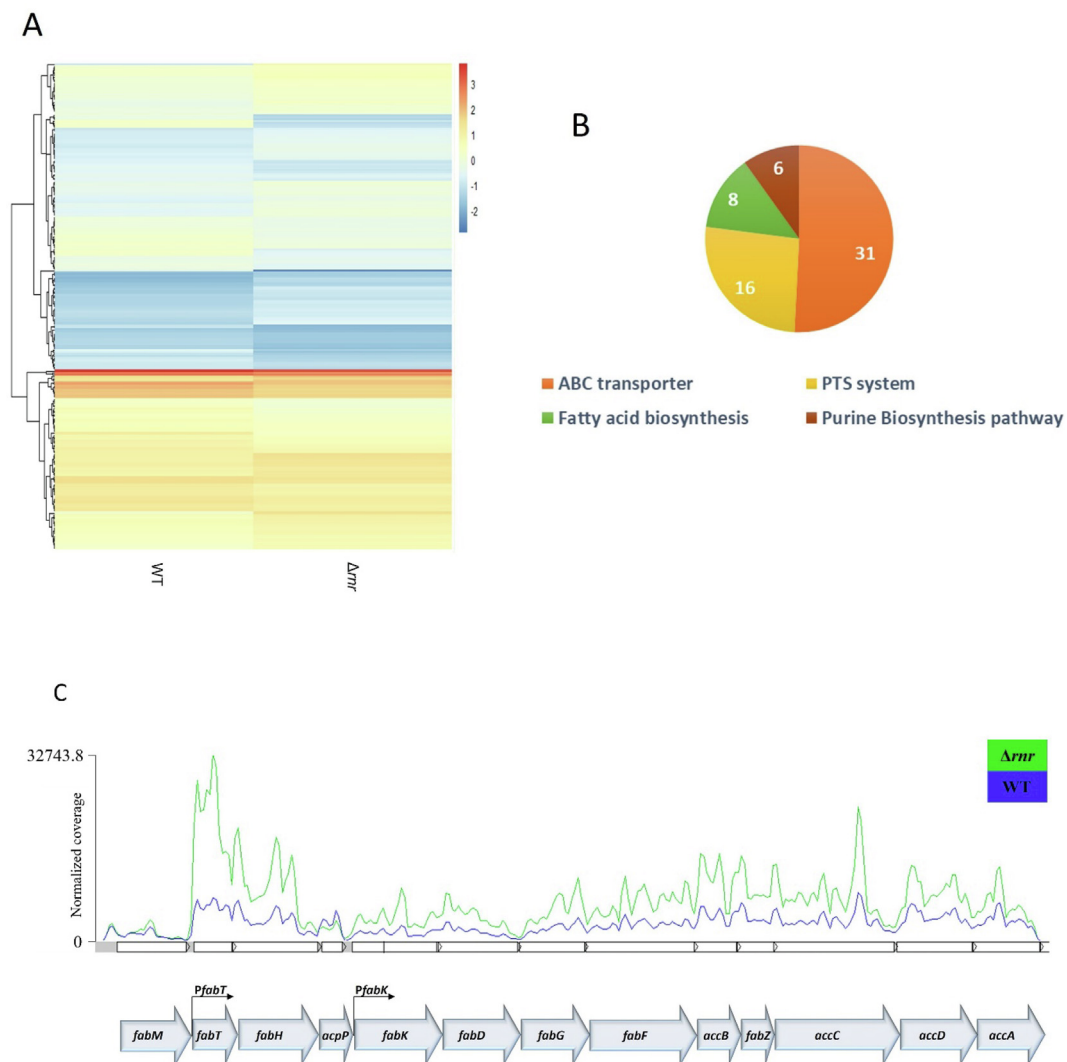 A
3
2
1
0
-1
-2
WT
Δrnr
B
6
8
31
16
ABC transporter
PTS system
Fatty acid biosynthesis
Purine Biosynthesis pathway
C
32743.8
Normalized coverage
0
Δrnr
WT
PfabT
PfabK
fabM fabT fabH acpP fabK fabD fabG fabF accB fabZ accC accD accA